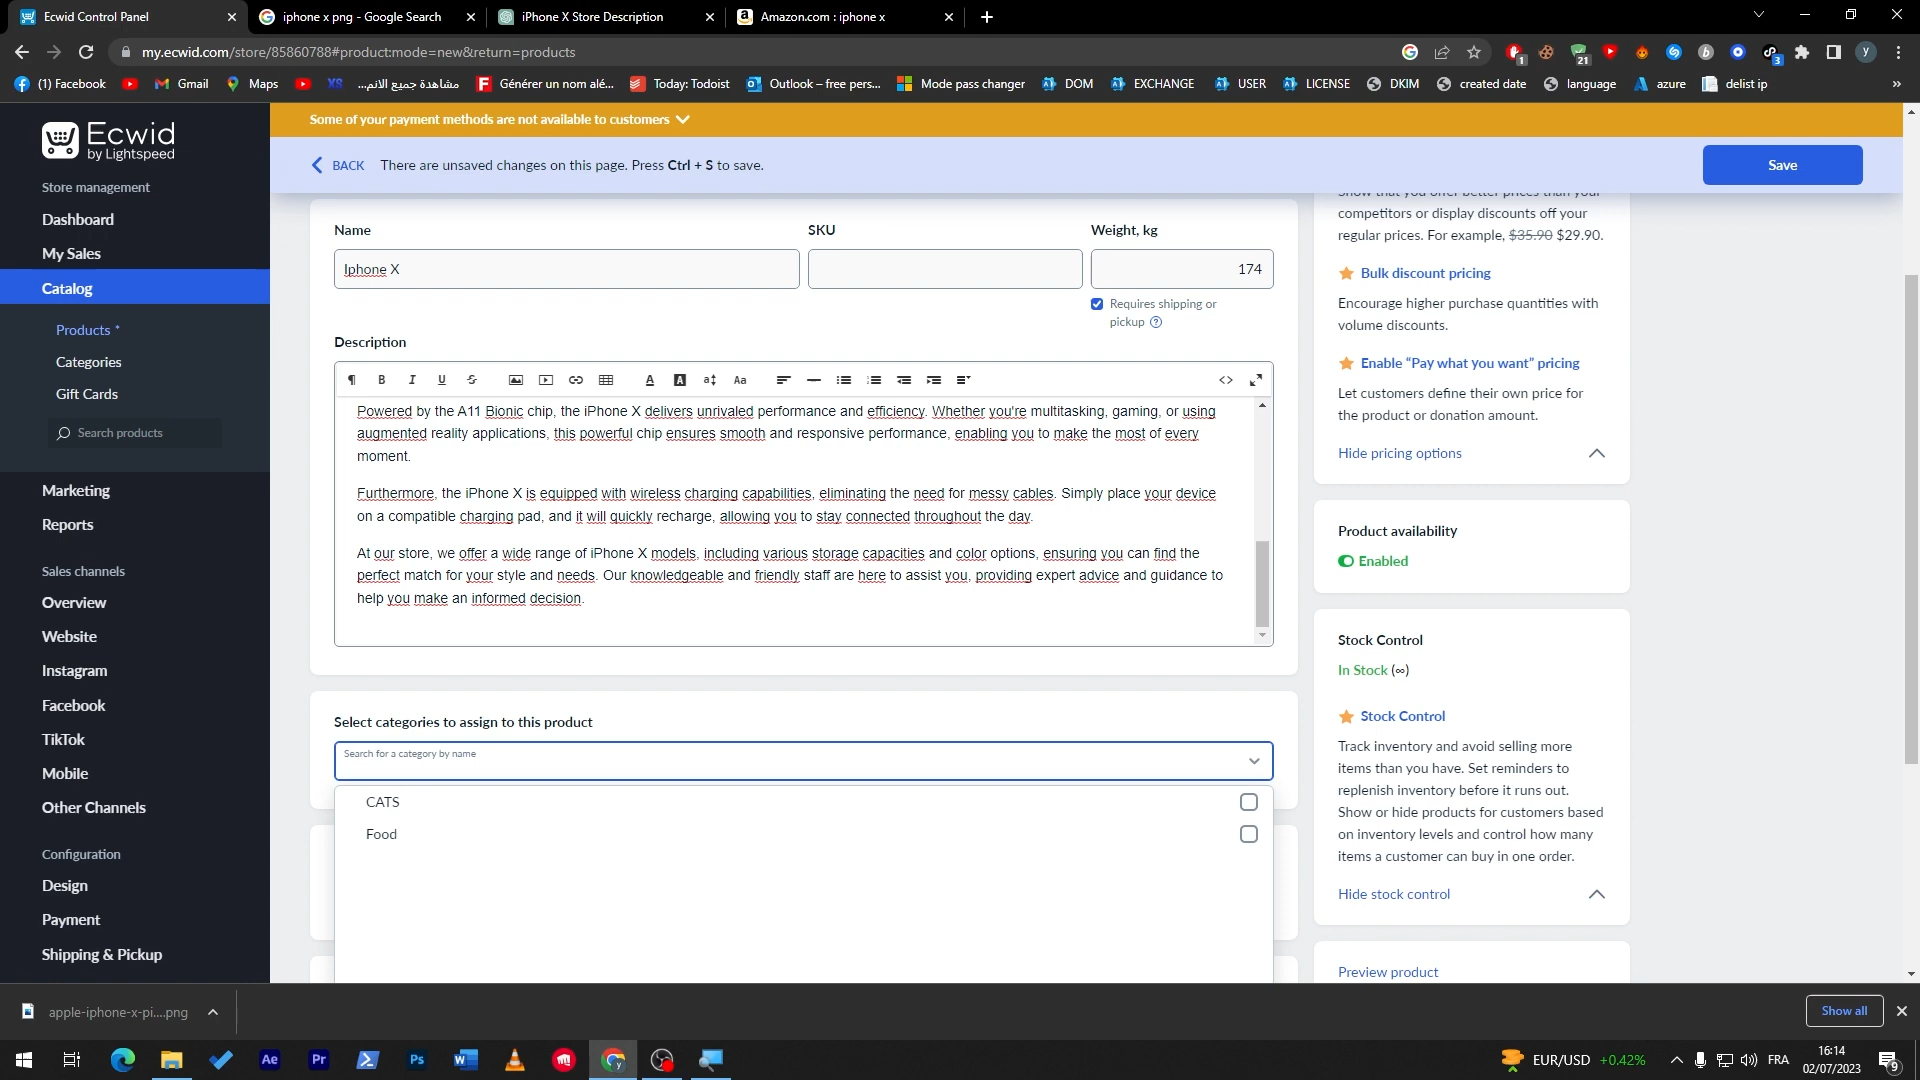 Ecwid Control Panel
iphone x png - Google Search
iPhone X Store Description
Amazon.com : iphone x
my.ecwid.com/store/85860788#product:mode=new&return=products
1
21
3
y
(1) Facebook
Gmail
Maps
XS
مشاهدة جميع الانم...
Générer un nom alé...
Today: Todoist
Outlook – free pers...
Mode pass changer
DOM
EXCHANGE
USER
LICENSE
DKIM
created date
language
azure
delist ip
»
Ecwid
by Lightspeed
Store management
Dashboard
My Sales
Catalog
Products *
Categories
Gift Cards
Search products
Marketing
Reports
Sales channels
Overview
Website
Instagram
Facebook
TikTok
Mobile
Other Channels
Configuration
Design
Payment
Shipping & Pickup
Some of your payment methods are not available to customers
BACK
There are unsaved changes on this page. Press Ctrl + S to save.
Save
Name
SKU
Weight, kg
Iphone X
174
Requires shipping or
pickup
Description
Powered by the A11 Bionic chip, the iPhone X delivers unrivaled performance and efficiency. Whether you're multitasking, gaming, or using
augmented reality applications, this powerful chip ensures smooth and responsive performance, enabling you to make the most of every
moment.
Furthermore, the iPhone X is equipped with wireless charging capabilities, eliminating the need for messy cables. Simply place your device
on a compatible charging pad, and it will quickly recharge, allowing you to stay connected throughout the day.
At our store, we offer a wide range of iPhone X models, including various storage capacities and color options, ensuring you can find the
perfect match for your style and needs. Our knowledgeable and friendly staff are here to assist you, providing expert advice and guidance to
help you make an informed decision.
Select categories to assign to this product
Search for a category by name
CATS
Food
Show that you offer better prices than your
competitors or display discounts off your
regular prices. For example, $35.90 $29.90.
Bulk discount pricing
Encourage higher purchase quantities with
volume discounts.
Enable “Pay what you want” pricing
Let customers define their own price for
the product or donation amount.
Hide pricing options
Product availability
Enabled
Stock Control
In Stock (∞)
Stock Control
Track inventory and avoid selling more
items than you have. Set reminders to
replenish inventory before it runs out.
Show or hide products for customers based
on inventory levels and control how many
items a customer can buy in one order.
Hide stock control
Preview product
apple-iphone-x-pi....png
Show all
Ae
Pr
Ps
EUR/USD +0.42%
FRA
16:14
02/07/2023
9